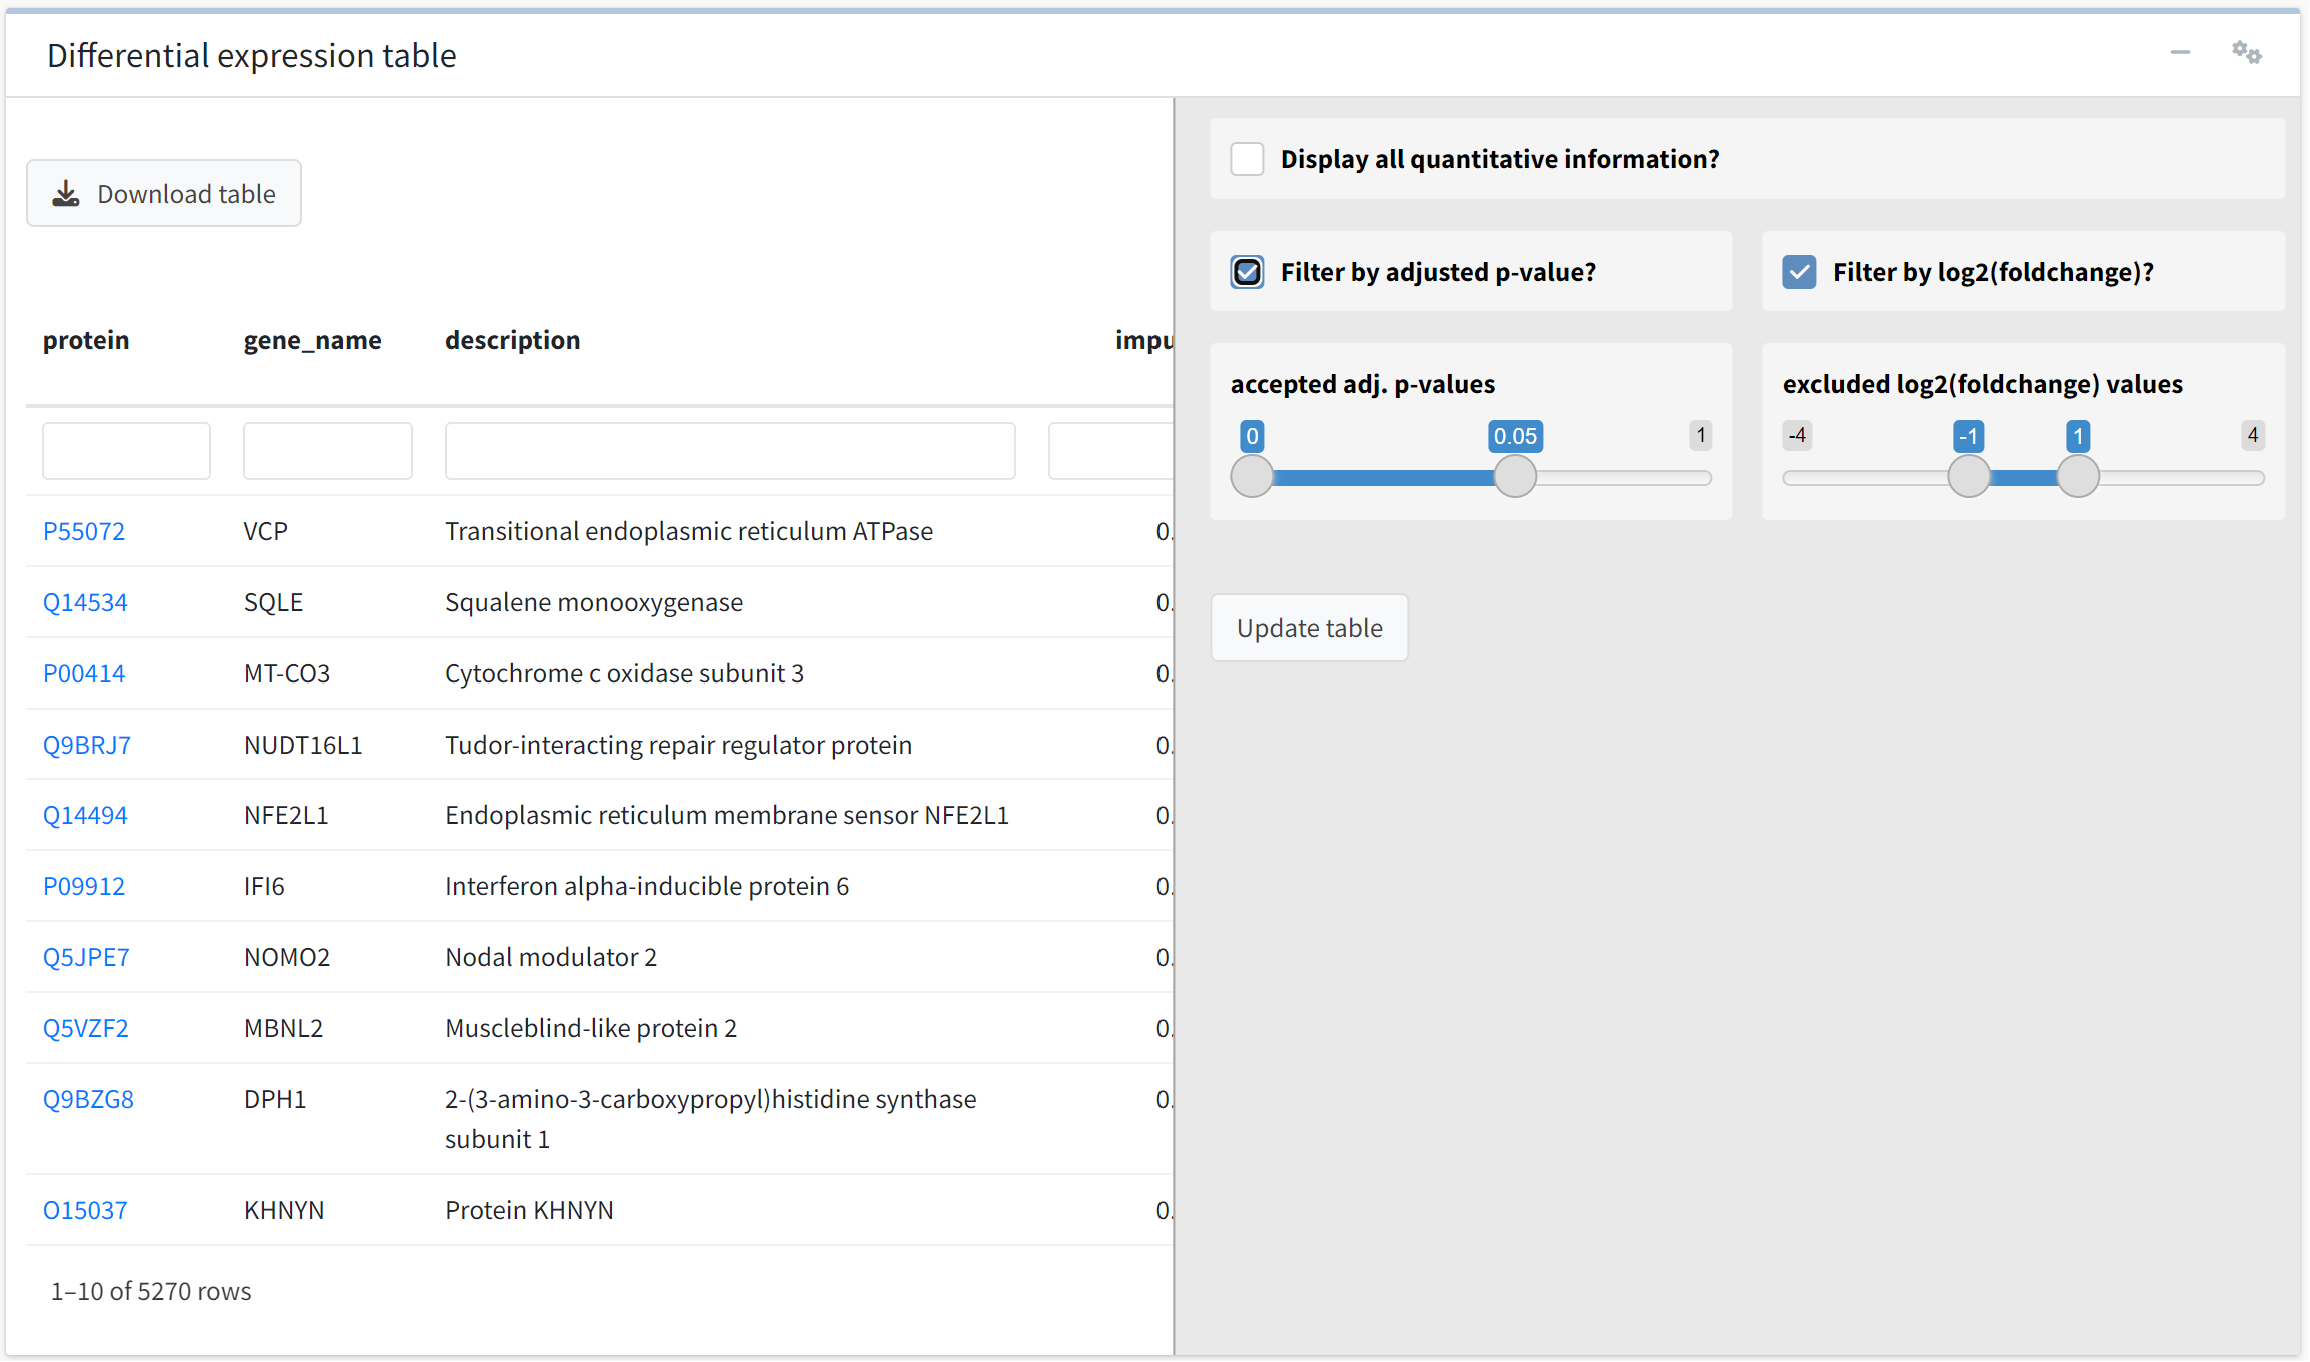 Differential expression table
Download table
protein gene_name description impu
P55072 VCP Transitional endoplasmic reticulum ATPase 0.
Q14534 SQLE Squalene monooxygenase 0.
P00414 MT-CO3 Cytochrome c oxidase subunit 3 0.
Q9BRJ7 NUDT16L1 Tudor-interacting repair regulator protein 0.
Q14494 NFE2L1 Endoplasmic reticulum membrane sensor NFE2L1 0.
P09912 IFI6 Interferon alpha-inducible protein 6 0.
Q5JPE7 NOMO2 Nodal modulator 2 0.
Q5VZF2 MBNL2 Muscleblind-like protein 2 0.
Q9BZG8 DPH1 2-(3-amino-3-carboxypropyl)histidine synthase 0.
subunit 1
O15037 KHNYN Protein KHNYN 0.
1–10 of 5270 rows
Display all quantitative information?
Filter by adjusted p-value? Filter by log2(foldchange)?
accepted adj. p-values excluded log2(foldchange) values
0 0.05 1 -4 -1 1 4
Update table